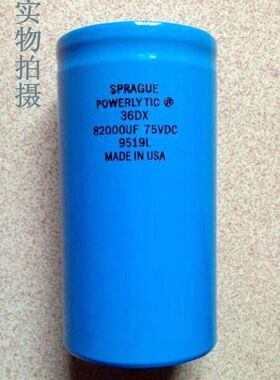 实物拍摄
SPRAGUE
POWERLYTIC ®
36DX
82000UF 75VDC
9519L
MADE IN USA